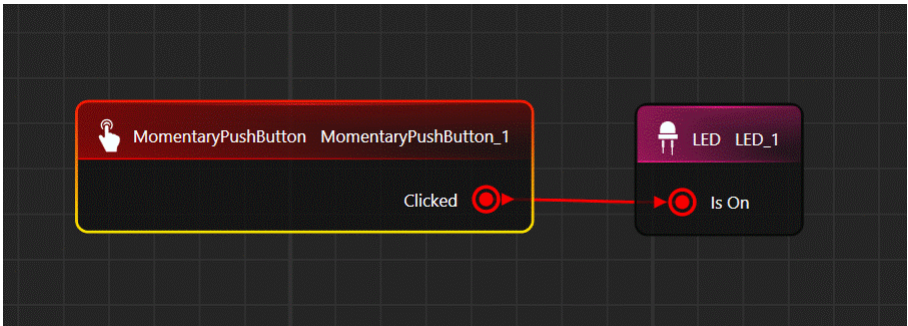 MomentaryPushButton MomentaryPushButton_1
LED LED_1
Clicked
Is On